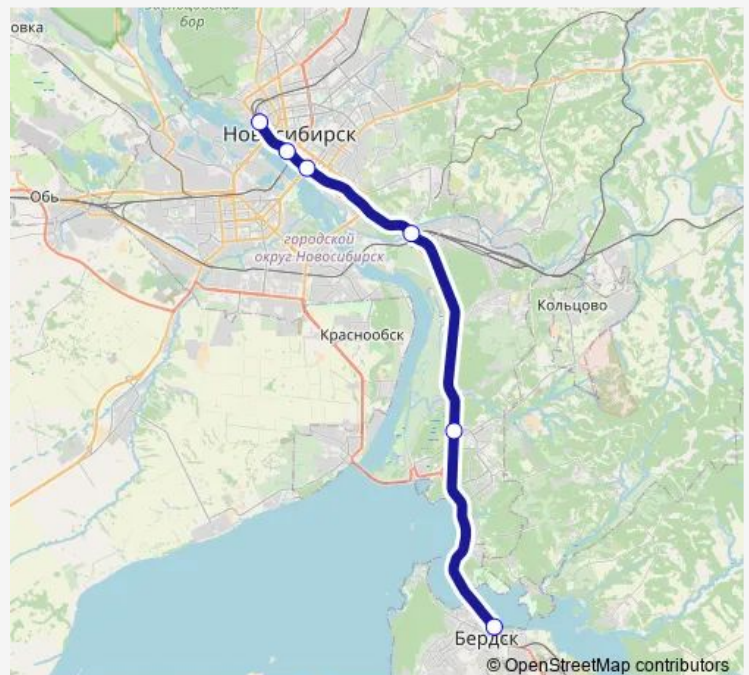 бор
овка
Новосибирск
Обь
городской
округ Новосибирск
Кольцово
Краснообск
Бердск
© OpenStreetMap contributors